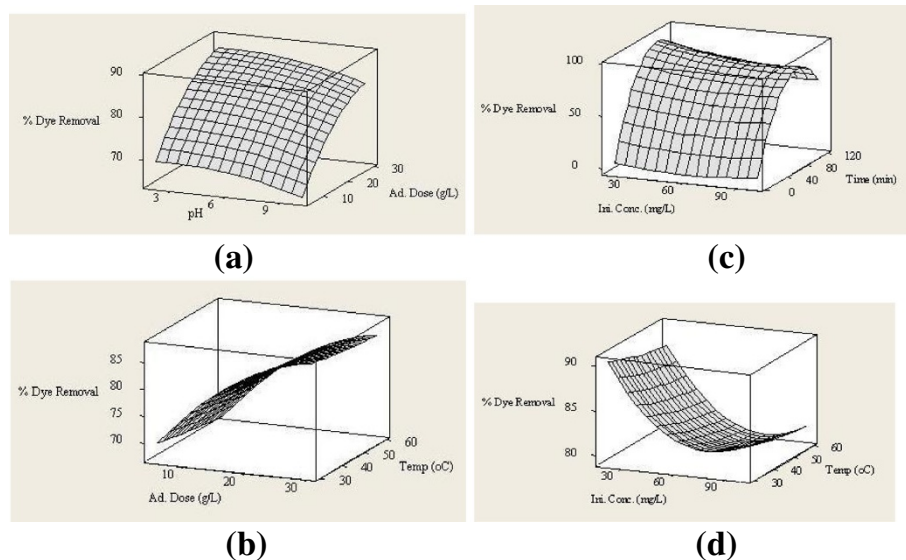 90
80
70
% Dye Removal
3
6
9
pH
10
20
30
Ad. Dose (g/L)
(a)
100
50
0
% Dye Removal
30
60
90
Ini. Conc. (mg/L)
0
40
80
120
Time (min)
(c)
85
80
75
70
% Dye Removal
10
20
30
Ad. Dose (g/L)
30
40
50
60
Temp (oC)
(b)
90
85
80
% Dye Removal
30
60
90
Ini. Conc. (mg/L)
30
40
50
60
Temp (oC)
(d)